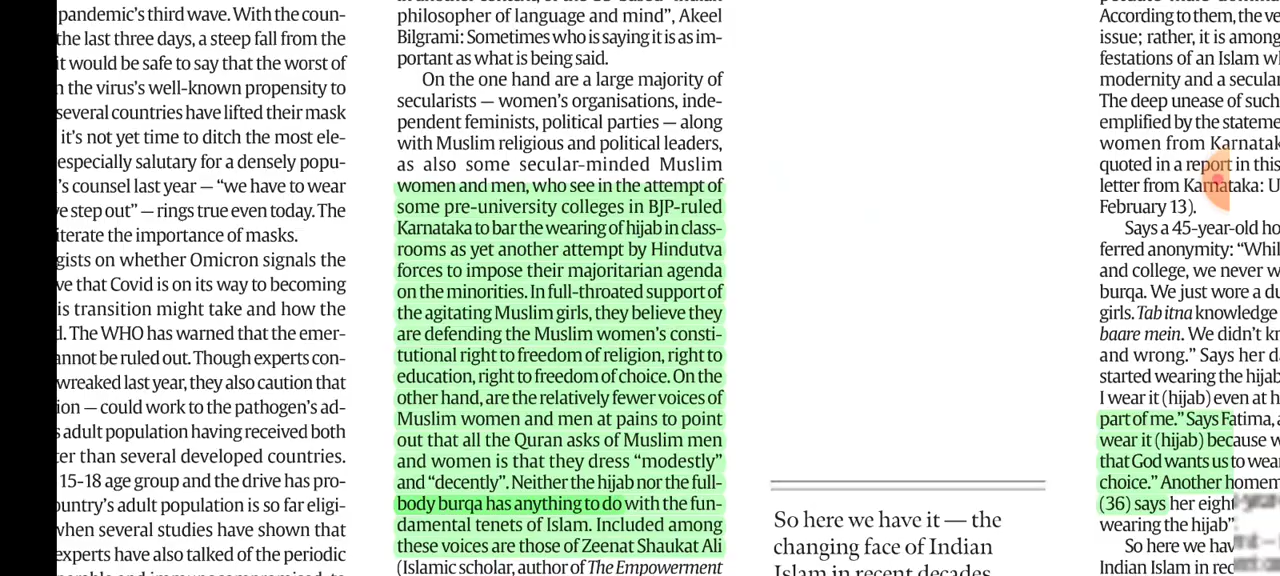 pandemic's third wave. With the coun-
the last three days, a steep fall from the
it would be safe to say that the worst of
the virus's well-known propensity to
several countries have lifted their mask
it's not yet time to ditch the most ele-
especially salutary for a densely popu-
's counsel last year — "we have to wear
step out" — rings true even today. The
iterate the importance of masks.
gists on whether Omicron signals the
ve that Covid is on its way to becoming
is transition might take and how the
d. The WHO has warned that the emer-
annot be ruled out. Though experts con-
wreaked last year, they also caution that
ion — could work to the pathogen's ad-
adult population having received both
ter than several developed countries.
15-18 age group and the drive has pro-
ountry's adult population is so far eligi-
when several studies have shown that
experts have also talked of the periodic
philosopher of language and mind", Akeel
Bilgrami: Sometimes who is saying it is as im-
portant as what is being said.
On the one hand are a large majority of
secularists — women's organisations, inde-
pendent feminists, political parties — along
with Muslim religious and political leaders,
as also some secular-minded Muslim
women and men, who see in the attempt of
some pre-university colleges in BJP-ruled
Karnataka to bar the wearing of hijab in class-
rooms as yet another attempt by Hindutva
forces to impose their majoritarian agenda
on the minorities. In full-throated support of
the agitating Muslim girls, they believe they
are defending the Muslim women's consti-
tutional right to freedom of religion, right to
education, right to freedom of choice. On the
other hand, are the relatively fewer voices of
Muslim women and men at pains to point
out that all the Quran asks of Muslim men
and women is that they dress "modestly"
and "decently". Neither the hijab nor the full-
body burqa has anything to do with the fun-
damental tenets of Islam. Included among
these voices are those of Zeenat Shaukat Ali
(Islamic scholar, author of The Empowerment
So here we have it — the
changing face of Indian
Islam in recent decades
According to them, the ve
issue; rather, it is among
festations of an Islam wh
modernity and a secular
The deep unease of such
emplified by the stateme
women from Karnatak
quoted in a report in this
letter from Karnataka: U
February 13).
Says a 45-year-old ho
ferred anonymity: "Whil
and college, we never w
burqa. We just wore a du
girls. Tab itna knowledge
baare mein. We didn't kn
and wrong." Says her d
started wearing the hijab
I wear it (hijab) even at h
part of me." Says Fatima, a
wear it (hijab) because w
that God wants us to wear
choice." Another homem
(36) says her eight
wearing the hijab"
So here we hav
Indian Islam in rec